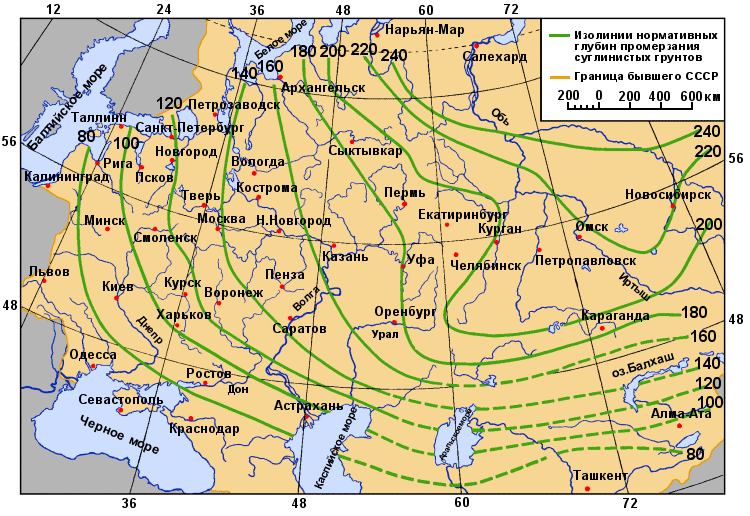 12
24
36
48
60
72
Нарьян-Мар
Изолинии нормативных
глубин промерзания
суглинистых грунтов
Граница бывшего СССР
200 0 200 400 600 км
Белое море
180
200
220
240
Салехард
140
160
Архангельск
Балтийское море
120
Петрозаводск
Таллинн
80
100
Санкт-Петербург
Обь
240
56
220
56
Рига
Новгород
Сыктывкар
Калининград
Псков
Вологда
Тверь
Кострома
Пермь
Новосибирск
Минск
Москва
Н.Новгород
Екатеринбург
200
Смоленск
Курган
Омск
Казань
Челябинск
Петропавловск
Львов
Уфа
Киев
Курск
Пенза
Иртыш
Воронеж
Волга
48
Днепр
Харьков
Саратов
Оренбург
Урал
Караганда
180
48
160
Одесса
оз.Балхаш
140
Ростов
Дон
120
Севастополь
Астрахань
100
Черное море
Краснодар
Каспийское море
Аральское море
Алма-Ата
80
Ташкент
36
48
60
72